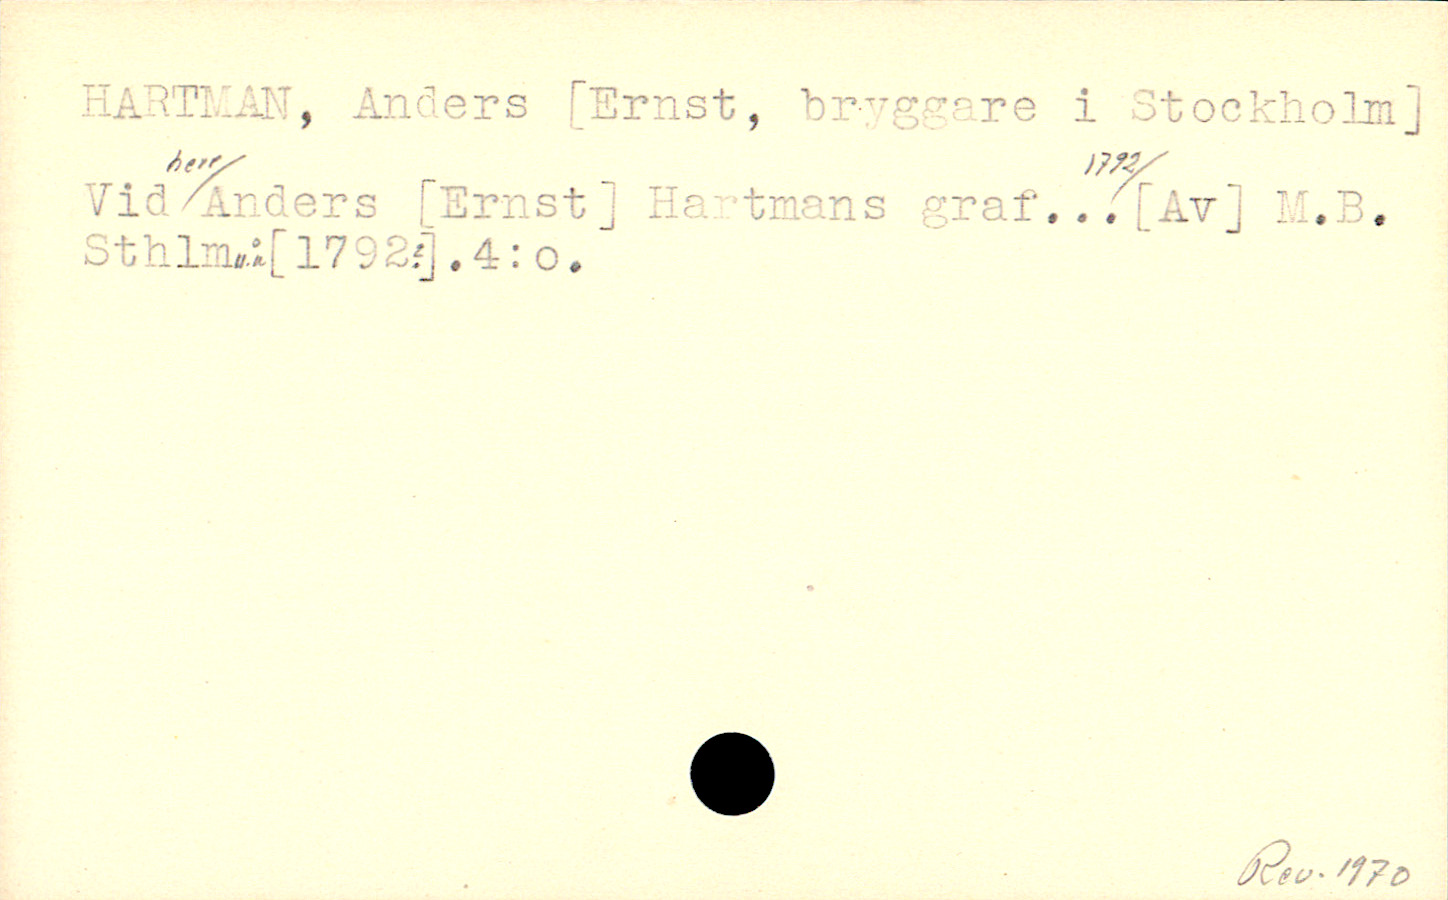 HARTMAN, Anders [Ernst, bryggare i Stockholm]
Vid herr Anders [Ernst] Hartmans graf... 1792 [Av] M.B.
Sthlm u.å. [1792?]. 4:o.
Rev. 1970